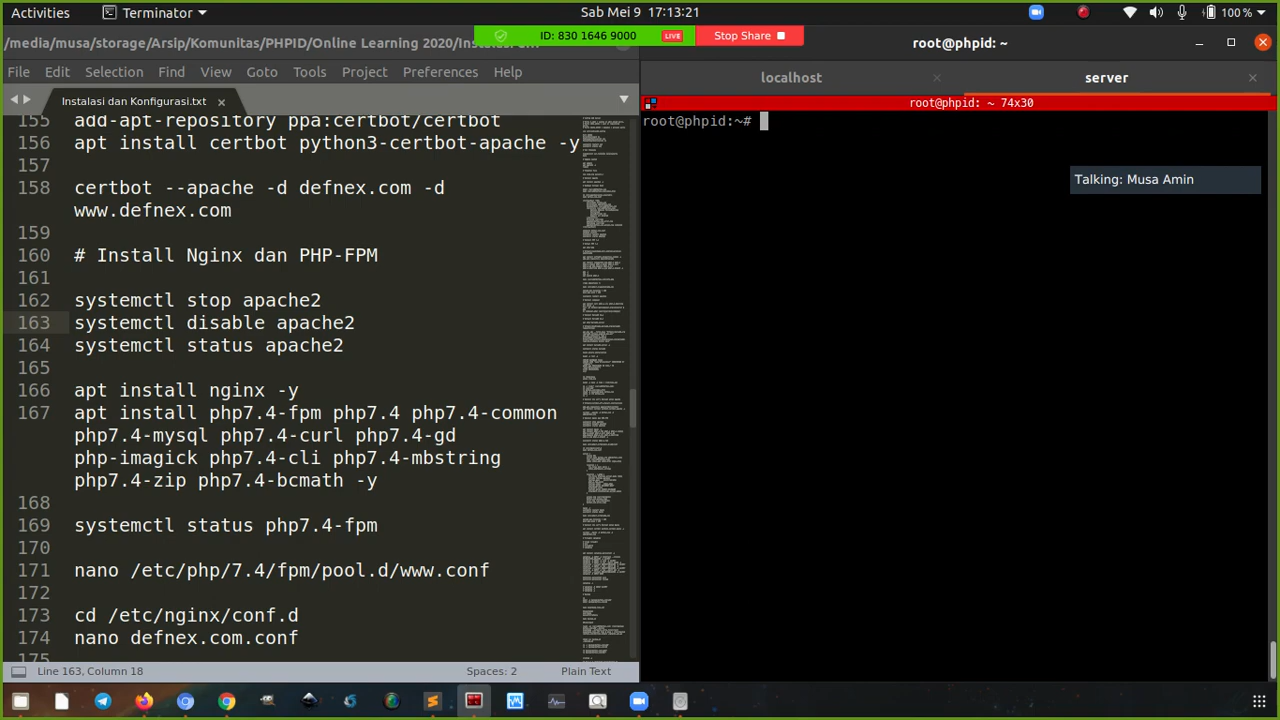 Activities
Terminator
Sab Mei 9 17:13:21
100 %
/media/musa/storage/Arsip/Komunitas/PHPID/Online Learning 2020/
ID: 830 1646 9000
LIVE
Stop Share
root@phpid: ~
File Edit Selection Find View Goto Tools Project Preferences Help
localhost
server
Instalasi dan Konfigurasi.txt
root@phpid: ~ 74x30
root@phpid:~#
Talking: Musa Amin
155 add-apt-repository ppa:certbot/certbot
156 apt install certbot python3-certbot-apache -y
157
158 certbot --apache -d defnex.com -d
www.defnex.com
159
160 # Install Nginx dan PHP-FPM
161
162 systemctl stop apache2
163 systemctl disable apache2
164 systemctl status apache2
165
166 apt install nginx -y
167 apt install php7.4-fpm php7.4 php7.4-common
php7.4-mysql php7.4-curl php7.4-gd
php-imagick php7.4-cli php7.4-mbstring
php7.4-zip php7.4-bcmath -y
168
169 systemctl status php7.4-fpm
170
171 nano /etc/php/7.4/fpm/pool.d/www.conf
172
173 cd /etc/nginx/conf.d
174 nano defnex.com.conf
175
Line 163, Column 18
Spaces: 2
Plain Text